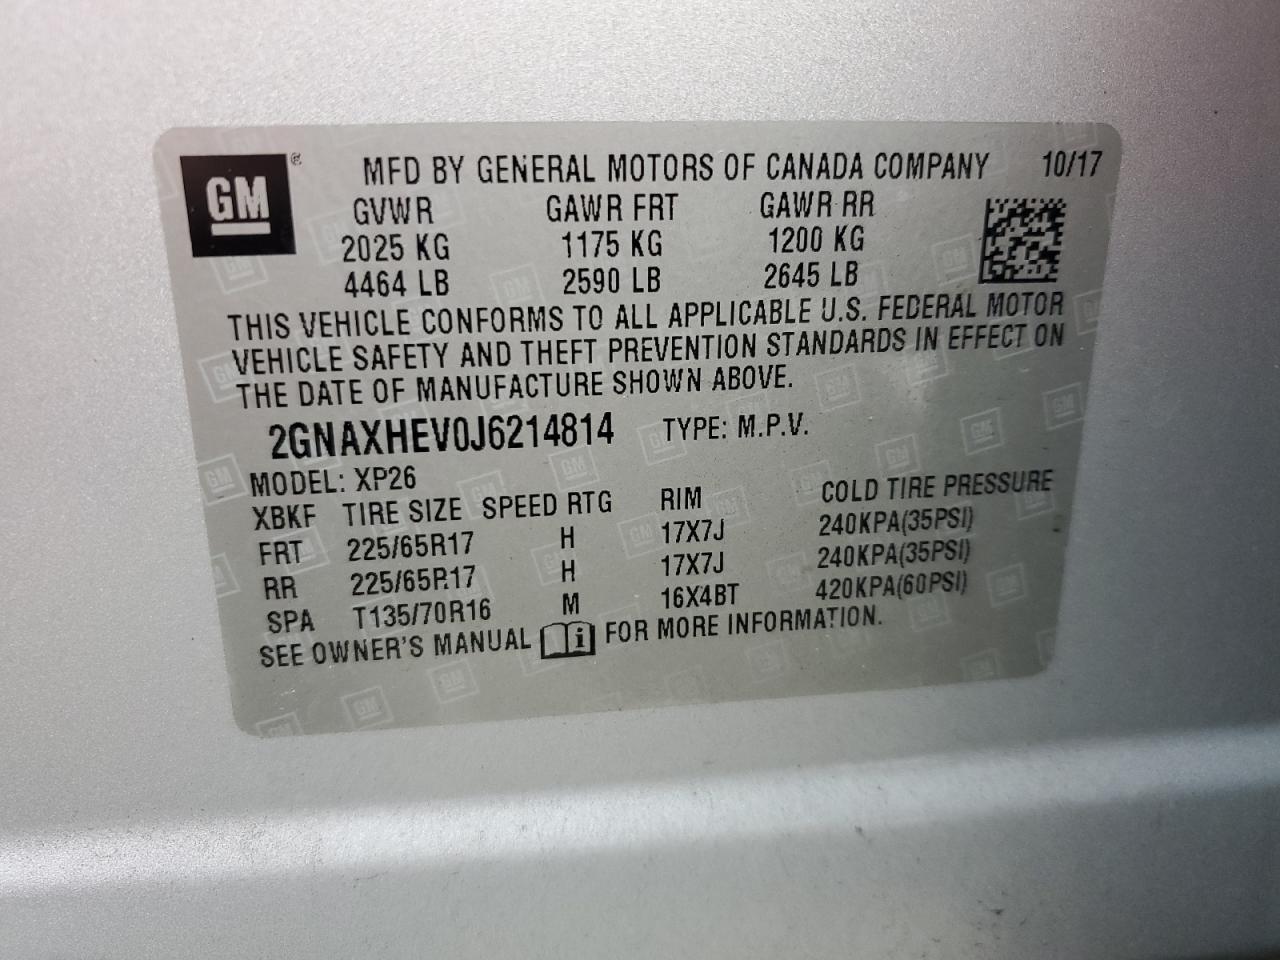 GM ® MFD BY GENERAL MOTORS OF CANADA COMPANY 10/17
GVWR GAWR FRT GAWR RR
2025 KG 1175 KG 1200 KG
4464 LB 2590 LB 2645 LB
THIS VEHICLE CONFORMS TO ALL APPLICABLE U.S. FEDERAL MOTOR
VEHICLE SAFETY AND THEFT PREVENTION STANDARDS IN EFFECT ON
THE DATE OF MANUFACTURE SHOWN ABOVE.
2GNAXHEV0J6214814 TYPE: M.P.V.
MODEL: XP26
XBKF TIRE SIZE SPEED RTG RIM COLD TIRE PRESSURE
FRT 225/65R17 H 17X7J 240KPA(35PSI)
RR 225/65R17 H 17X7J 240KPA(35PSI)
SPA T135/70R16 M 16X4BT 420KPA(60PSI)
SEE OWNER'S MANUAL i FOR MORE INFORMATION.